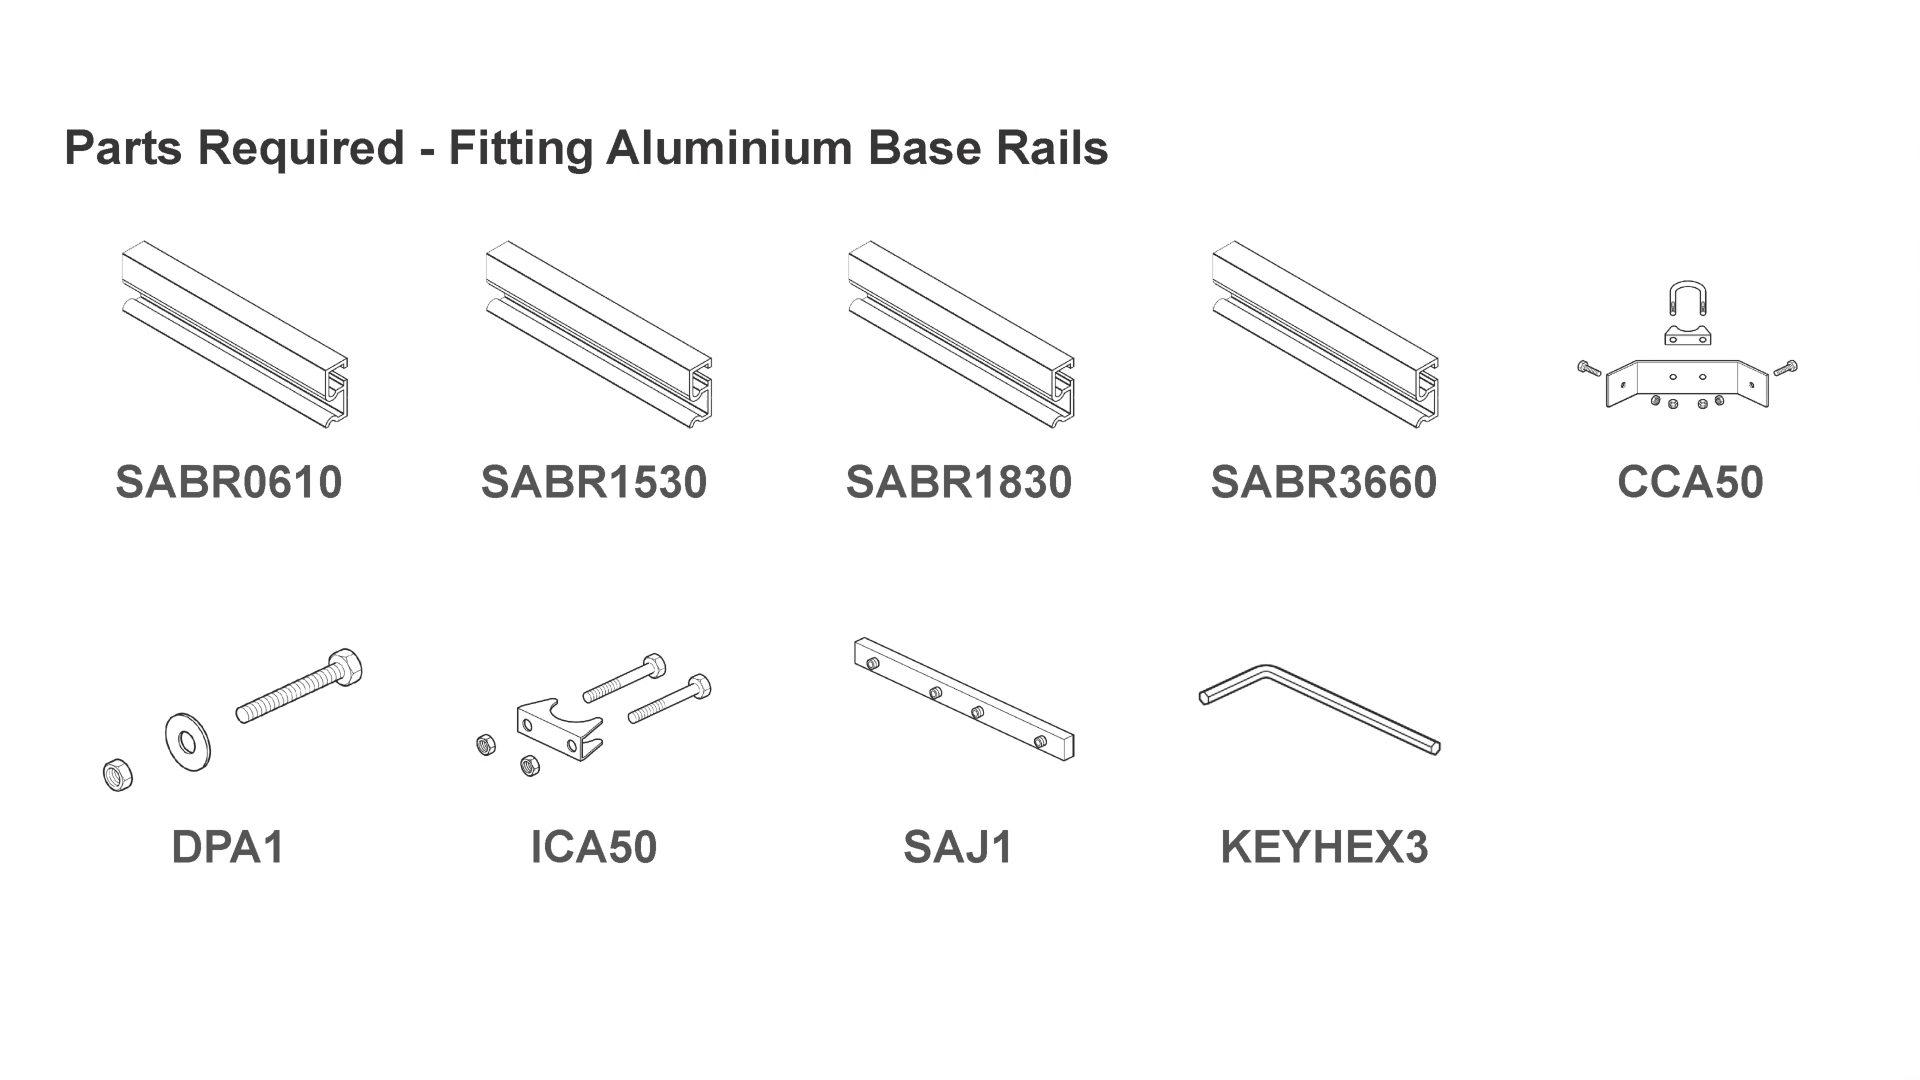 Parts Required - Fitting Aluminium Base Rails
SABR0610
SABR1530
SABR1830
SABR3660
CCA50
DPA1
ICA50
SAJ1
KEYHEX3